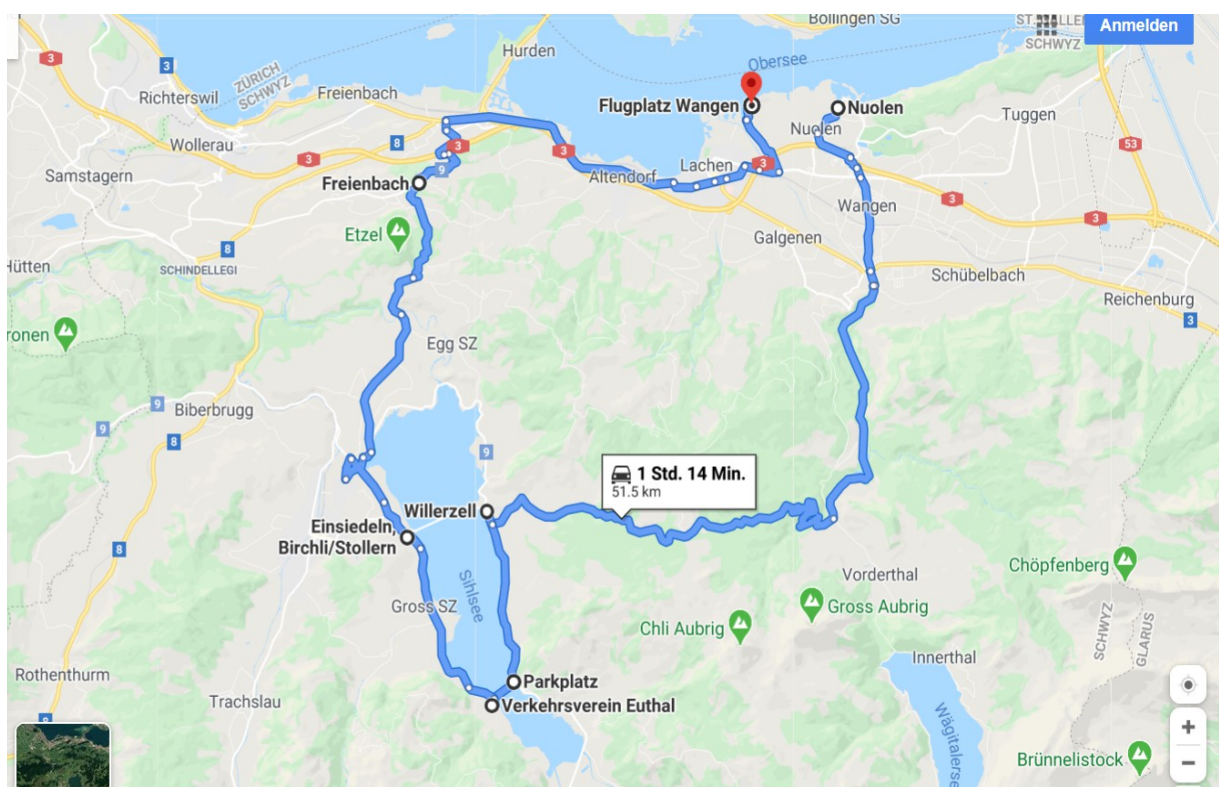 Bollingen SG
ST. GALLEN
SCHWYZ
Anmelden
Hurden
Obersee
3
3
ZÜRICH
SCHWYZ
Richterswil
Freienbach
Flugplatz Wangen
Nuolen
Nuolen
Tuggen
Wollerau
8
3
3
3
3
53
9
Samstagern
Freienbach
Altendorf
Lachen
Wangen
3
3
Etzel
8
Galgenen
Hütten
SCHINDELLEGI
Schübelbach
Reichenburg
3
ronen
Egg SZ
9
Biberbrugg
9
8
9
1 Std. 14 Min.
51.5 km
Willerzell
Einsiedeln,
Birchli/Stollern
8
Sihlsee
Gross SZ
Vorderthal
Chöpfenberg
Gross Aubrig
Chli Aubrig
SCHWYZ
GLARUS
Innerthal
Rothenthurm
Parkplatz
Trachslau
Verkehrsverein Euthal
8
Wägitalerse
Brünnelistock
+
−